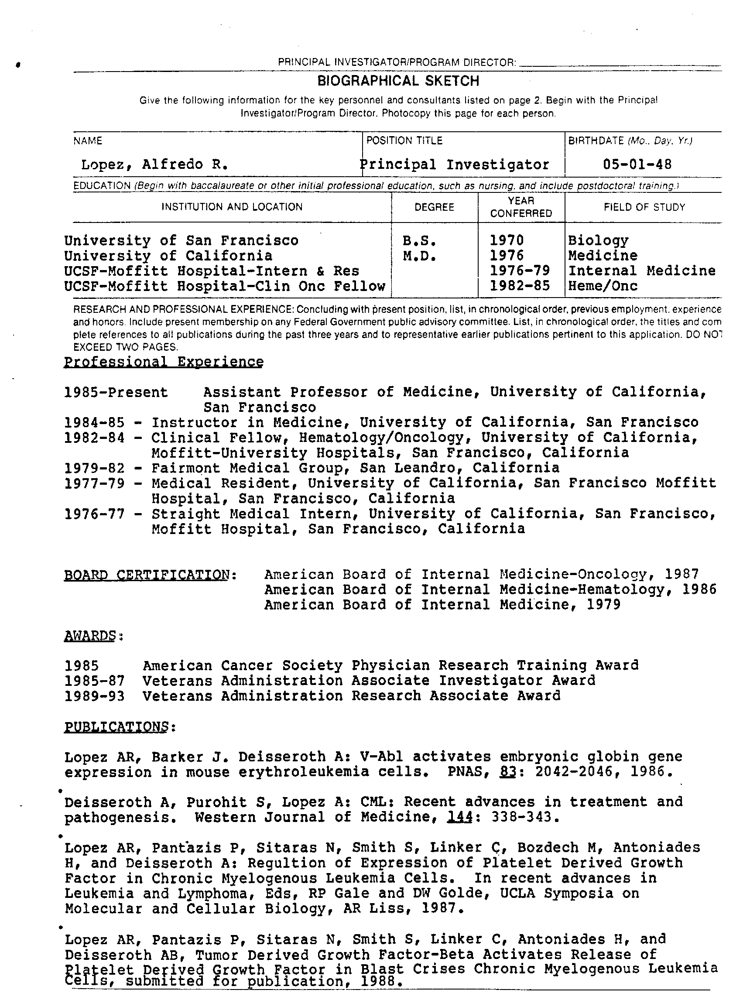 PRINCIPAL INVESTIGATOR/PROGRAM DIRECTOR:
BIOGRAPHICAL SKETCH
Give the following information for the key personnel and consultants listed on page 2. Begin with the Principal
Investigator/Program Director. Photocopy this page for each person.
NAME POSITION TITLE BIRTHDATE (Mo., Day, Yr.)
Lopez, Alfredo R. Principal Investigator 05-01-48
EDUCATION (Begin with baccalaureate or other initial professional education, such as nursing, and include postdoctoral training.)
INSTITUTION AND LOCATION DEGREE YEAR CONFERRED FIELD OF STUDY
University of San Francisco B.S. 1970 Biology
University of California M.D. 1976 Medicine
UCSF-Moffitt Hospital-Intern & Res 1976-79 Internal Medicine
UCSF-Moffitt Hospital-Clin Onc Fellow 1982-85 Heme/Onc
RESEARCH AND PROFESSIONAL EXPERIENCE: Concluding with present position, list, in chronological order, previous employment, experience
and honors. Include present membership on any Federal Government public advisory committee. List, in chronological order, the titles and com
plete references to all publications during the past three years and to representative earlier publications pertinent to this application. DO NOT
EXCEED TWO PAGES.
Professional Experience
1985-Present Assistant Professor of Medicine, University of California,
San Francisco
1984-85 - Instructor in Medicine, University of California, San Francisco
1982-84 - Clinical Fellow, Hematology/Oncology, University of California,
Moffitt-University Hospitals, San Francisco, California
1979-82 - Fairmont Medical Group, San Leandro, California
1977-79 - Medical Resident, University of California, San Francisco Moffitt
Hospital, San Francisco, California
1976-77 - Straight Medical Intern, University of California, San Francisco,
Moffitt Hospital, San Francisco, California
BOARD CERTIFICATION: American Board of Internal Medicine-Oncology, 1987
American Board of Internal Medicine-Hematology, 1986
American Board of Internal Medicine, 1979
AWARDS:
1985 American Cancer Society Physician Research Training Award
1985-87 Veterans Administration Associate Investigator Award
1989-93 Veterans Administration Research Associate Award
PUBLICATIONS:
Lopez AR, Barker J. Deisseroth A: V-Abl activates embryonic globin gene
expression in mouse erythroleukemia cells. PNAS, 83: 2042-2046, 1986.
Deisseroth A, Purohit S, Lopez A: CML: Recent advances in treatment and
pathogenesis. Western Journal of Medicine, 144: 338-343.
Lopez AR, Pantazis P, Sitaras N, Smith S, Linker C, Bozdech M, Antoniades
H, and Deisseroth A: Regultion of Expression of Platelet Derived Growth
Factor in Chronic Myelogenous Leukemia Cells. In recent advances in
Leukemia and Lymphoma, Eds, RP Gale and DW Golde, UCLA Symposia on
Molecular and Cellular Biology, AR Liss, 1987.
Lopez AR, Pantazis P, Sitaras N, Smith S, Linker C, Antoniades H, and
Deisseroth AB, Tumor Derived Growth Factor-Beta Activates Release of
Platelet Derived Growth Factor in Blast Crises Chronic Myelogenous Leukemia
Cells, submitted for publication, 1988.